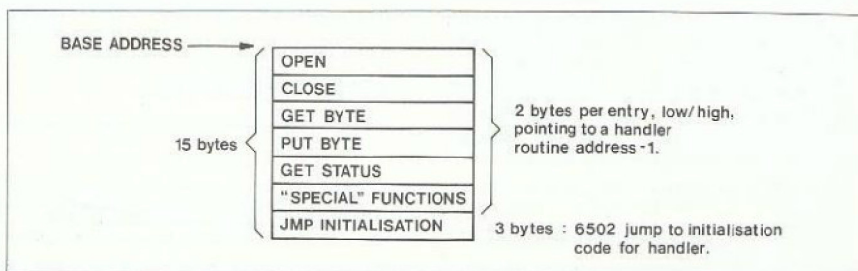 BASE ADDRESS
OPEN
CLOSE
GET BYTE
PUT BYTE
GET STATUS
"SPECIAL" FUNCTIONS
JMP INITIALISATION
15 bytes
2 bytes per entry, low/high,
pointing to a handler
routine address -1.
3 bytes : 6502 jump to initialisation
code for handler.